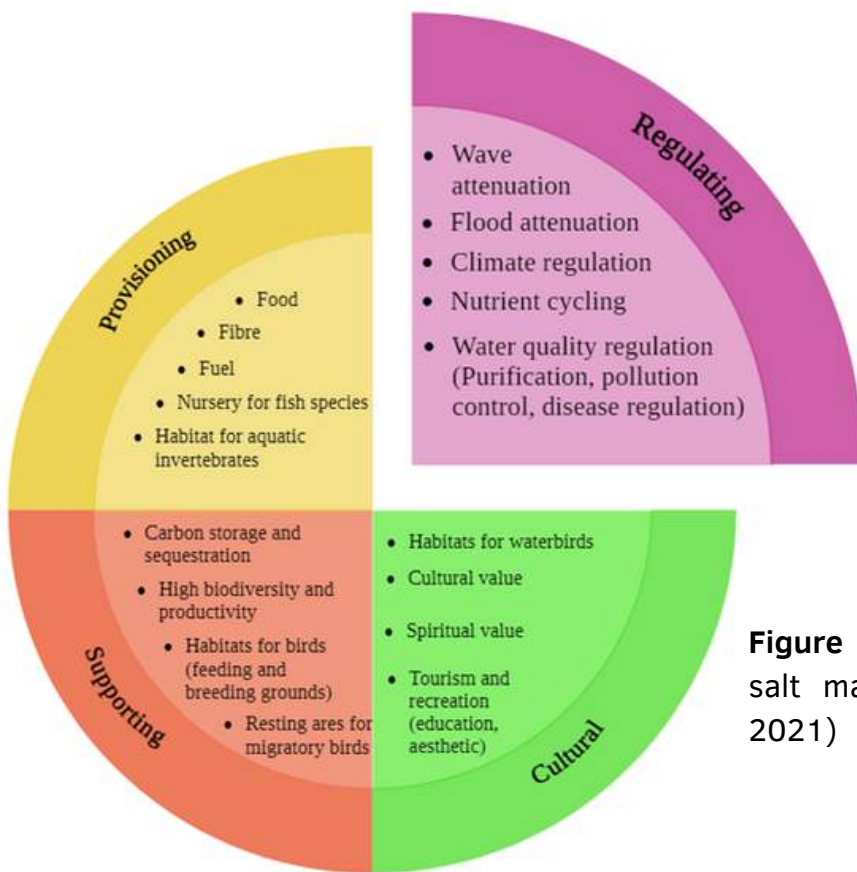 Regulating
• Wave
attenuation
• Flood attenuation
• Climate regulation
• Nutrient cycling
• Water quality regulation
(Purification, pollution
control, disease regulation)
Provisioning
• Food
• Fibre
• Fuel
• Nursery for fish species
• Habitat for aquatic
invertebrates
Supporting
• Carbon storage and
sequestration
• High biodiversity and
productivity
• Habitats for birds
(feeding and
breeding grounds)
• Resting ares for
migratory birds
Cultural
• Habitats for waterbirds
• Cultural value
• Spiritual value
• Tourism and
recreation
(education,
aesthetic)
Figure
salt ma
2021)